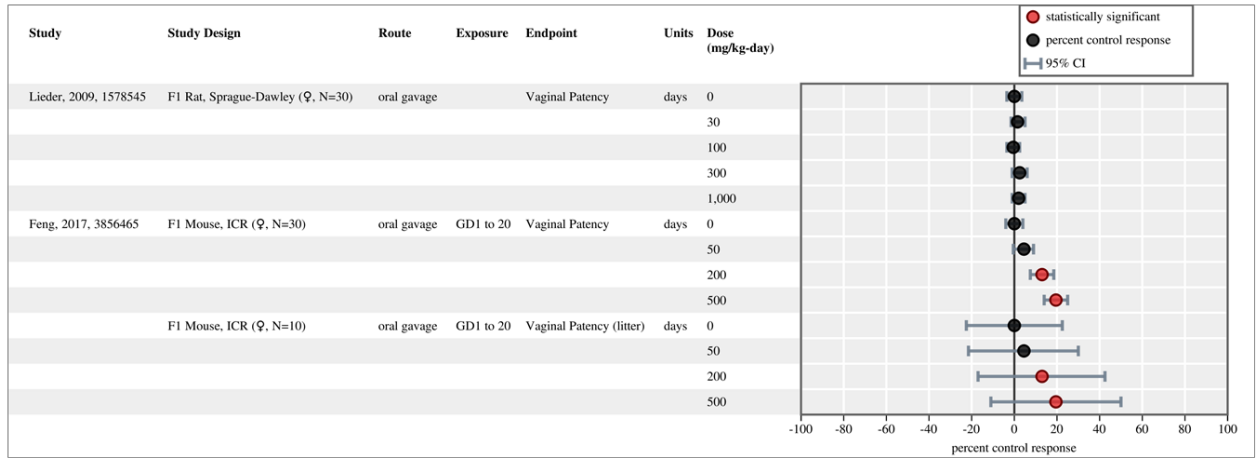 statistically significant
percent control response
95% CI
Study Study Design Route Exposure Endpoint Units Dose
(mg/kg-day)
Lieder, 2009, 1578545 F1 Rat, Sprague-Dawley (♀, N=30) oral gavage Vaginal Patency days 0
30
100
300
1,000
Feng, 2017, 3856465 F1 Mouse, ICR (♀, N=30) oral gavage GD1 to 20 Vaginal Patency days 0
50
200
500
F1 Mouse, ICR (♀, N=10) oral gavage GD1 to 20 Vaginal Patency (litter) days 0
50
200
500
-100 -80 -60 -40 -20 0 20 40 60 80 100
percent control response